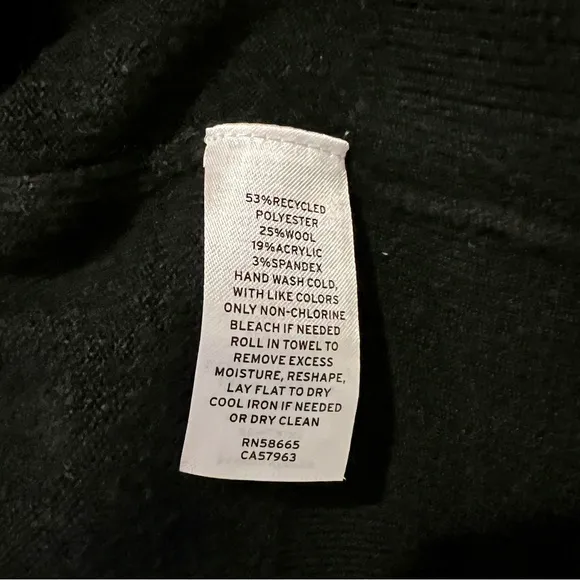 53%RECYCLED
POLYESTER
25%WOOL
19%ACRYLIC
3%SPANDEX
HAND WASH COLD,
WITH LIKE COLORS
ONLY NON-CHLORINE
BLEACH IF NEEDED
ROLL IN TOWEL TO
REMOVE EXCESS
MOISTURE, RESHAPE,
LAY FLAT TO DRY
COOL IRON IF NEEDED
OR DRY CLEAN
RN58665
CA57963